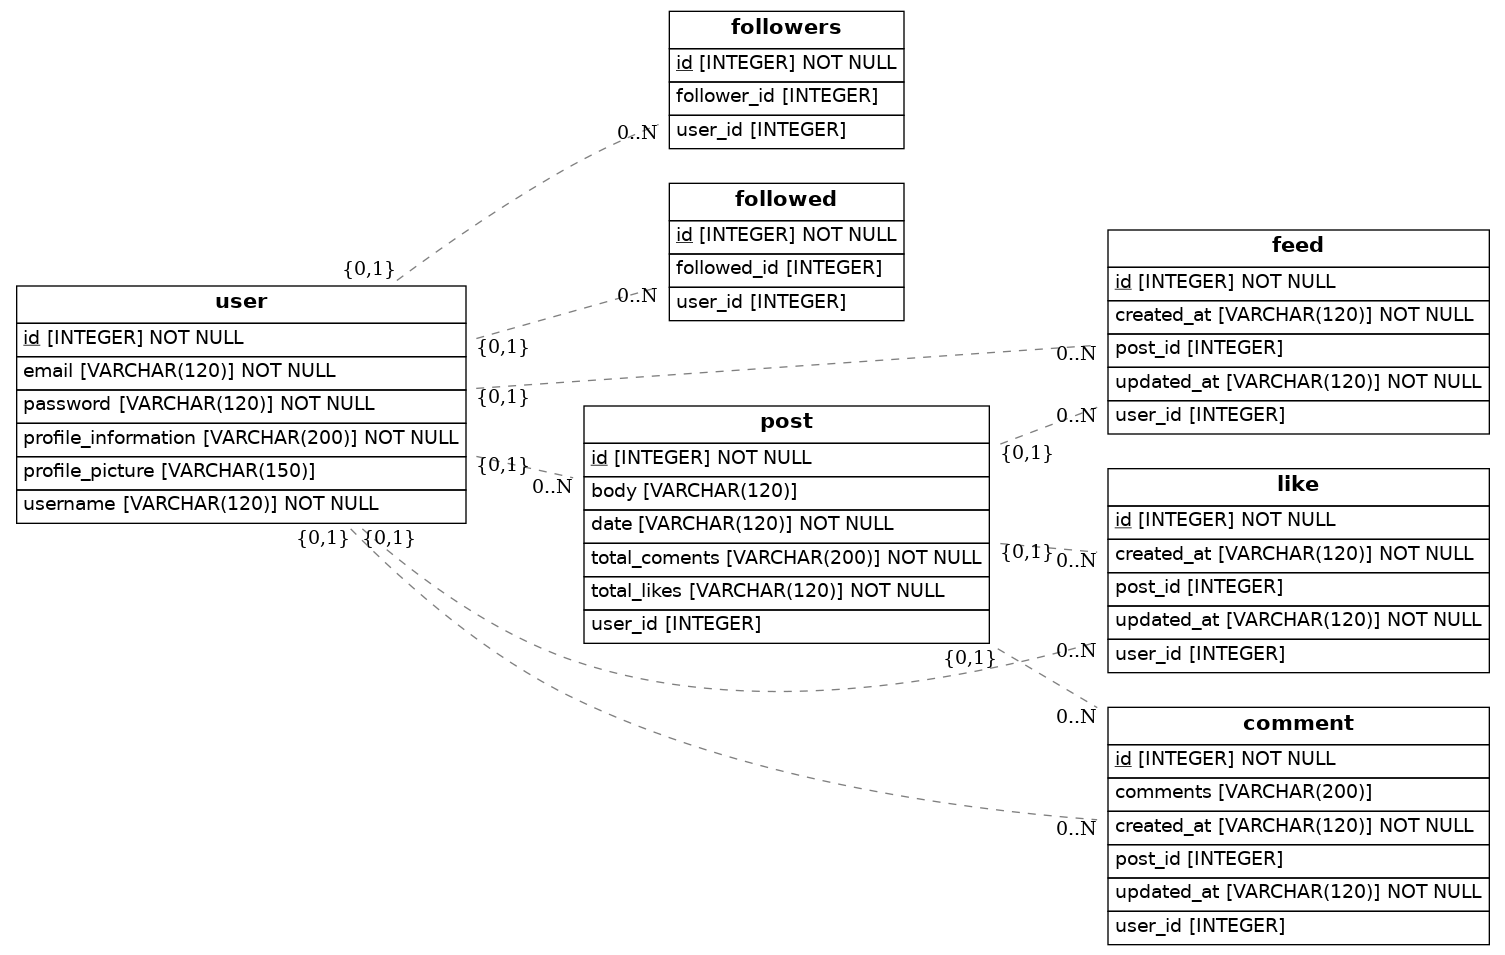 followers
id [INTEGER] NOT NULL
follower_id [INTEGER]
user_id [INTEGER]
0..N
{0,1}
followed
id [INTEGER] NOT NULL
followed_id [INTEGER]
user_id [INTEGER]
0..N
{0,1}
user
id [INTEGER] NOT NULL
email [VARCHAR(120)] NOT NULL
password [VARCHAR(120)] NOT NULL
profile_information [VARCHAR(200)] NOT NULL
profile_picture [VARCHAR(150)]
username [VARCHAR(120)] NOT NULL
{0,1}
{0,1}
0..N
{0,1}
{0,1}
post
id [INTEGER] NOT NULL
body [VARCHAR(120)]
date [VARCHAR(120)] NOT NULL
total_coments [VARCHAR(200)] NOT NULL
total_likes [VARCHAR(120)] NOT NULL
user_id [INTEGER]
{0,1}
{0,1}
{0,1}
feed
id [INTEGER] NOT NULL
created_at [VARCHAR(120)] NOT NULL
post_id [INTEGER]
updated_at [VARCHAR(120)] NOT NULL
user_id [INTEGER]
0..N
0..N
like
id [INTEGER] NOT NULL
created_at [VARCHAR(120)] NOT NULL
post_id [INTEGER]
updated_at [VARCHAR(120)] NOT NULL
user_id [INTEGER]
0..N
0..N
comment
id [INTEGER] NOT NULL
comments [VARCHAR(200)]
created_at [VARCHAR(120)] NOT NULL
post_id [INTEGER]
updated_at [VARCHAR(120)] NOT NULL
user_id [INTEGER]
0..N
0..N